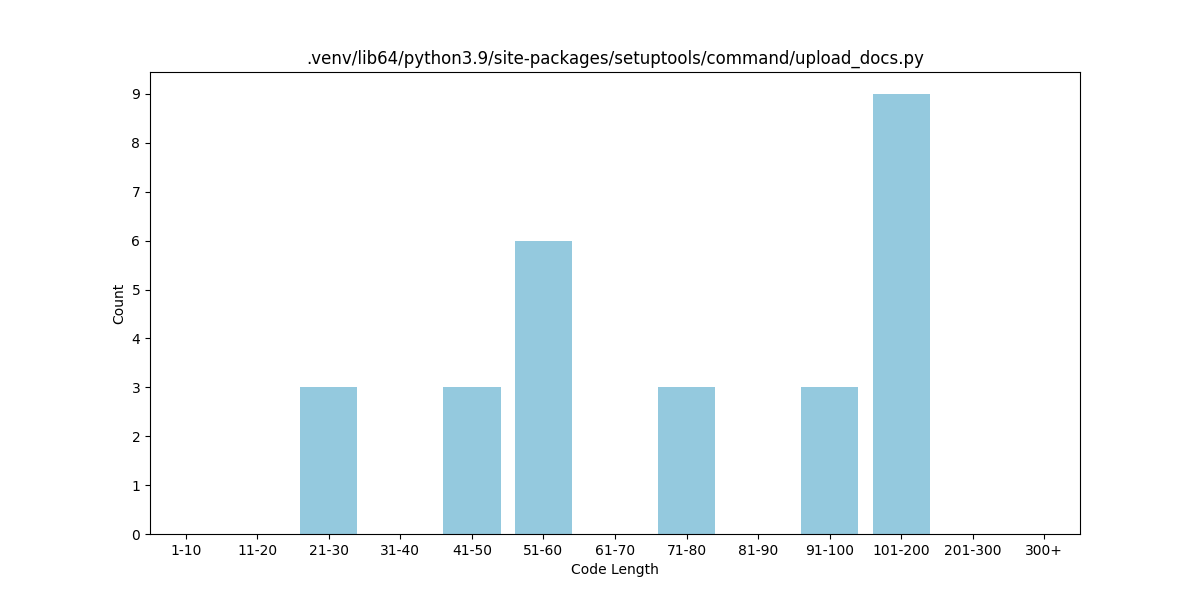 .venv/lib64/python3.9/site-packages/setuptools/command/upload_docs.py
9
8
7
6
5
4
3
2
1
0
Count
1-10 11-20 21-30 31-40 41-50 51-60 61-70 71-80 81-90 91-100 101-200 201-300 300+
Code Length